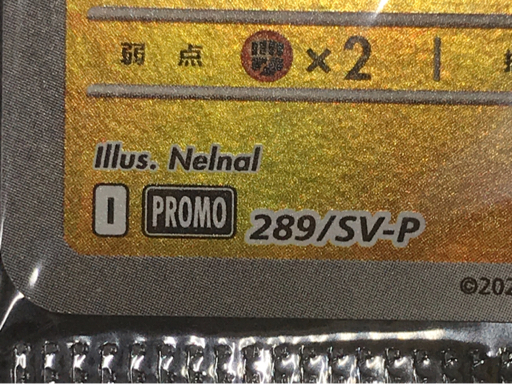 弱点 ×2
Illus. Nelnal
I PROMO 289/SV-P
©202